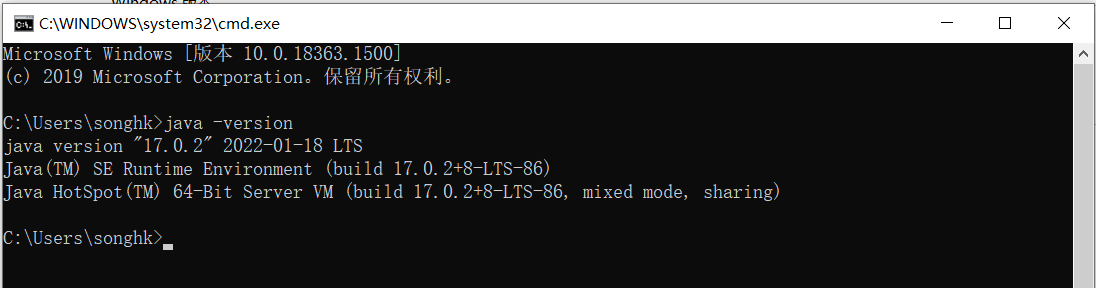 C:\WINDOWS\system32\cmd.exe
Microsoft Windows [版本 10.0.18363.1500]
(c) 2019 Microsoft Corporation。保留所有权利。
C:\Users\songhk>java -version
java version "17.0.2" 2022-01-18 LTS
Java(TM) SE Runtime Environment (build 17.0.2+8-LTS-86)
Java HotSpot(TM) 64-Bit Server VM (build 17.0.2+8-LTS-86, mixed mode, sharing)
C:\Users\songhk>